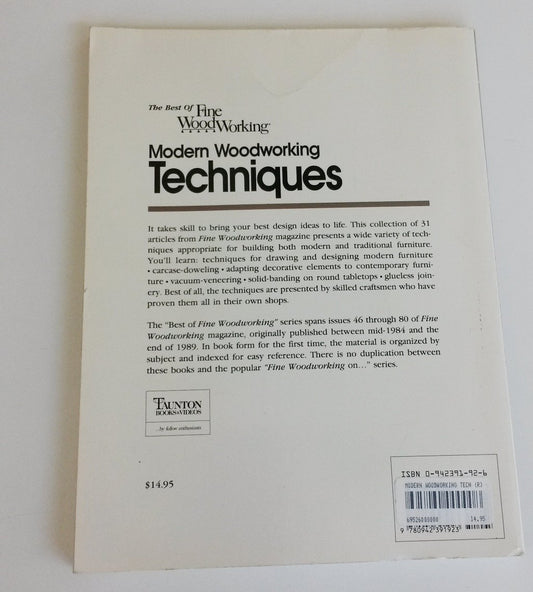 The Best Of Fine
WoodWorking
Modern Woodworking
Techniques
It takes skill to bring your best design ideas to life. This collection of 31
articles from Fine Woodworking magazine presents a wide variety of tech-
niques appropriate for building both modern and traditional furniture.
You'll learn: techniques for drawing and designing modern furniture
• carcase-doweling • adapting decorative elements to contemporary furni-
ture • vacuum-veneering • solid-banding on round tabletops • glueless join-
ery. Best of all, the techniques are presented by skilled craftsmen who have
proven them all in their own shops.
The "Best of Fine Woodworking" series spans issues 46 through 80 of Fine
Woodworking magazine, originally published between mid-1984 and the
end of 1989. In book form for the first time, the material is organized by
subject and indexed for easy reference. There is no duplication between
these books and the popular "Fine Woodworking on..." series.
TAUNTON
BOOKS & VIDEOS
...by fellow enthusiasts
$14.95
ISBN 0-942391-92-6
MODERN WOODWORKING TECH (R)
69526000000 14.95
9 780942 391923